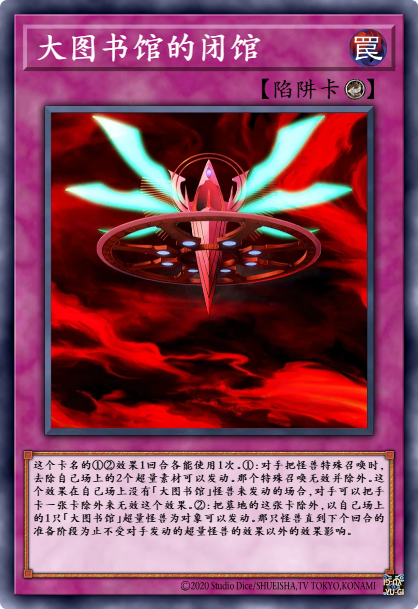 大图书馆的闭馆
罠
【陷阱卡】
这个卡名的①②效果1回合各能使用1次。①:对手把怪兽特殊召唤时,
去除自己场上的2个超量素材可以发动。那个特殊召唤无效并除外。这
个效果在自己场上没有「大图书馆」怪兽来发动的场合,对手可以把手
卡一张卡除外来无效这个效果。②:把墓地的这张卡除外,以自己场上
的1只「大图书馆」超量怪兽为对象可以发动。那只怪兽直到下个回合的
准备阶段为止不受对手发动的超量怪兽的效果以外的效果影响。
©2020 Studio Dice/SHUEISHA,TV TOKYO,KONAMI